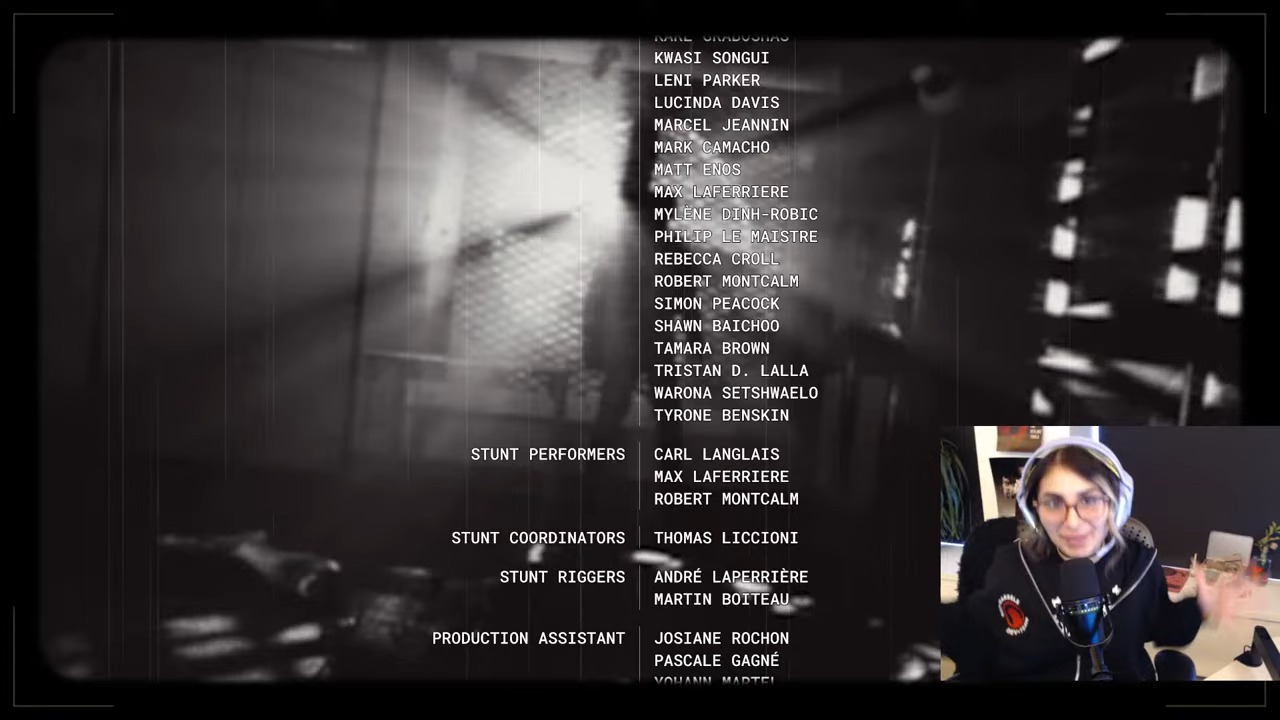 KWASI SONGUI
LENI PARKER
LUCINDA DAVIS
MARCEL JEANNIN
MARK CAMACHO
MATT ENOS
MAX LAFERRIERE
MYLÈNE DINH-ROBIC
PHILIP LE MAISTRE
REBECCA CROLL
ROBERT MONTCALM
SIMON PEACOCK
SHAWN BAICHOO
TAMARA BROWN
TRISTAN D. LALLA
WARONA SETSHWAELO
TYRONE BENSKIN
STUNT PERFORMERS CARL LANGLAIS
MAX LAFERRIERE
ROBERT MONTCALM
STUNT COORDINATORS THOMAS LICCIONI
STUNT RIGGERS ANDRÉ LAPERRIÈRE
MARTIN BOITEAU
PRODUCTION ASSISTANT JOSIANE ROCHON
PASCALE GAGNÉ
YOHANN MARTEL